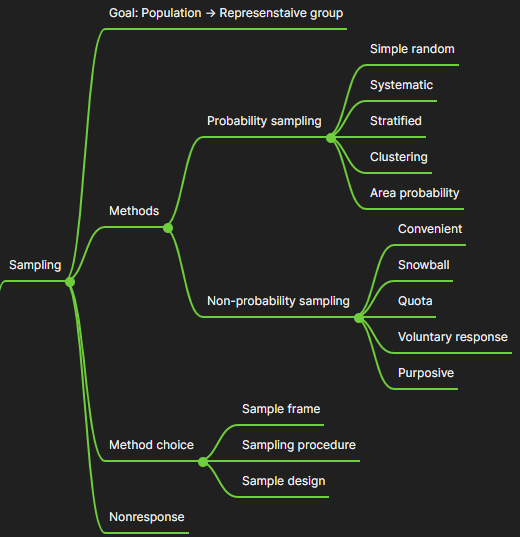 Goal: Population → Represenstaive group
Simple random
Systematic
Probability sampling
Stratified
Clustering
Area probability
Methods
Convenient
Snowball
Sampling
Non-probability sampling
Quota
Voluntary response
Purposive
Sample frame
Method choice
Sampling procedure
Sample design
Nonresponse